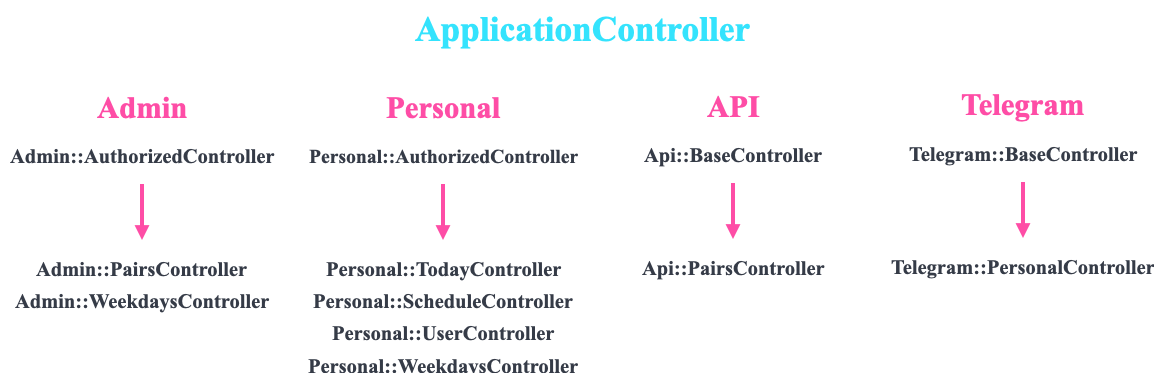 ApplicationController
Admin
Personal
API
Telegram
Admin::AuthorizedController
Personal::AuthorizedController
Api::BaseController
Telegram::BaseController
Admin::PairsController
Personal::TodayController
Api::PairsController
Telegram::PersonalController
Admin::WeekdaysController
Personal::ScheduleController
Personal::UserController
Personal::WeekdaysController